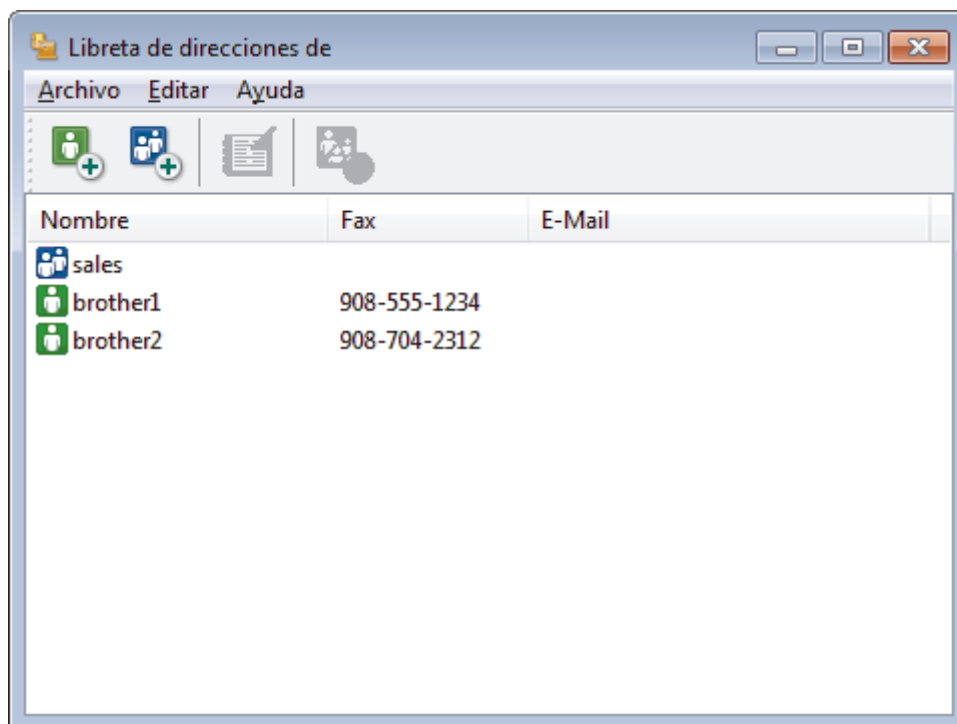 Libreta de direcciones de
Archivo Editar Ayuda
Nombre Fax E-Mail
sales
brother1 908-555-1234
brother2 908-704-2312